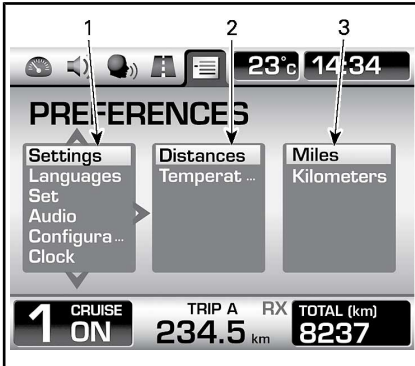 1 2 3
23°c 14:34
PREFERENCES
Settings
Languages
Set
Audio
Configura...
Clock
Distances
Temperat ...
Miles
Kilometers
1 CRUISE ON
TRIP A
234.5 km
RX
TOTAL (km)
8237